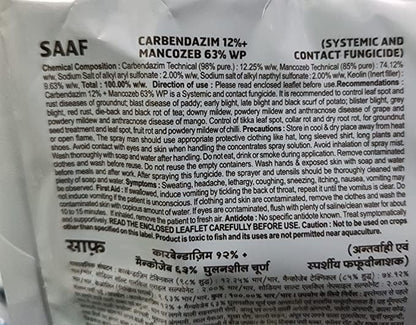 SAAF CARBENDAZIM 12%+ (SYSTEMIC AND
MANCOZEB 63% WP CONTACT FUNGICIDE)
Chemical Composition : Carbendazim Technical (98% pure.) : 12.25% w/w, Mancozeb Technical (85% pure) : 74.12%
w/w, Sodium Salt of alkyl aryl sulfonate : 2.00% w/w, Sodium salt of alkyl napthyl sulfonate : 2.00% w/w, Keolin (Inert filler) :
9.63% w/w, Total : 100.00% w/w. Direction of use : Please read enclosed leaflet before use. Recommendations:
Carbendazim 12% + Mancozeb 63% WP is a Systemic and contact fungicide. It is recommended to control leaf spot and
rust diseases of groundnut; blast disease of paddy; early blight, late blight and black scurf of potato; blister blight, grey
blight, red rust, die-back and black rot of tea; downy mildew, powdery mildew and anthracnose disease of grape and
powdery mildew and anthracnose disease of mango. Control of tikka leaf spot, collar rot and dry root rot, for groundnut
seed treatment and leaf spot, fruit rot and powdery mildew of chilli. Precautions : Store in cool & dry place away from heat
or open flame. The spray man should use appropriate protective clothing like hat, long sleeved shirt, long plants and
shoes. Avoid contact with eyes and skin when handling the concentrates spray solution. Avoid inhalation of spray mist.
Wash thoroughly with soap and water after handling. Do not eat, drink or smoke during application. Remove contaminated
clothes and wash before reuse. Do not reuse the empty containers. Wash hands & exposed skin with soap and water
before meals and after work. After spraying this fungicide, the sprayer and utensils should be thoroughly cleaned with
plenty of soap and water. Symptoms : Sweating, headache, lethargy, coughing, sneezing, itching, nausea, vomiting may
be observed. First Aid : If swallowed, induce vomiting by tickling the back of throat, repeat it until the vomitus is clear. Do
not induce vomiting if the patient is unconscious. If clothing and skin are contaminated, remove the clothes and wash the
contaminated skin with copious amount of water. If eyes are contaminated, flush with plenty of saline/clean water for about
10 to 15 minutes. If inhaled, remove the patient to fresh air. Antidote : No specific antidote known. Treat symptomatically
and supportively. READ THE ENCLOSED LEAFLET CAREFULLY BEFORE USE. Caution : Not to be used on crops
other than specified on this label. Product is toxic to fish and its uses are not permitted near aquaculture.
साफ़ कारबेन्डाज़िम १२% + (अन्तर्वाही एवं
मैन्कोज़ेब ६३% घुलनशील चूर्ण स्पर्शीय फफूंदीनाशक)